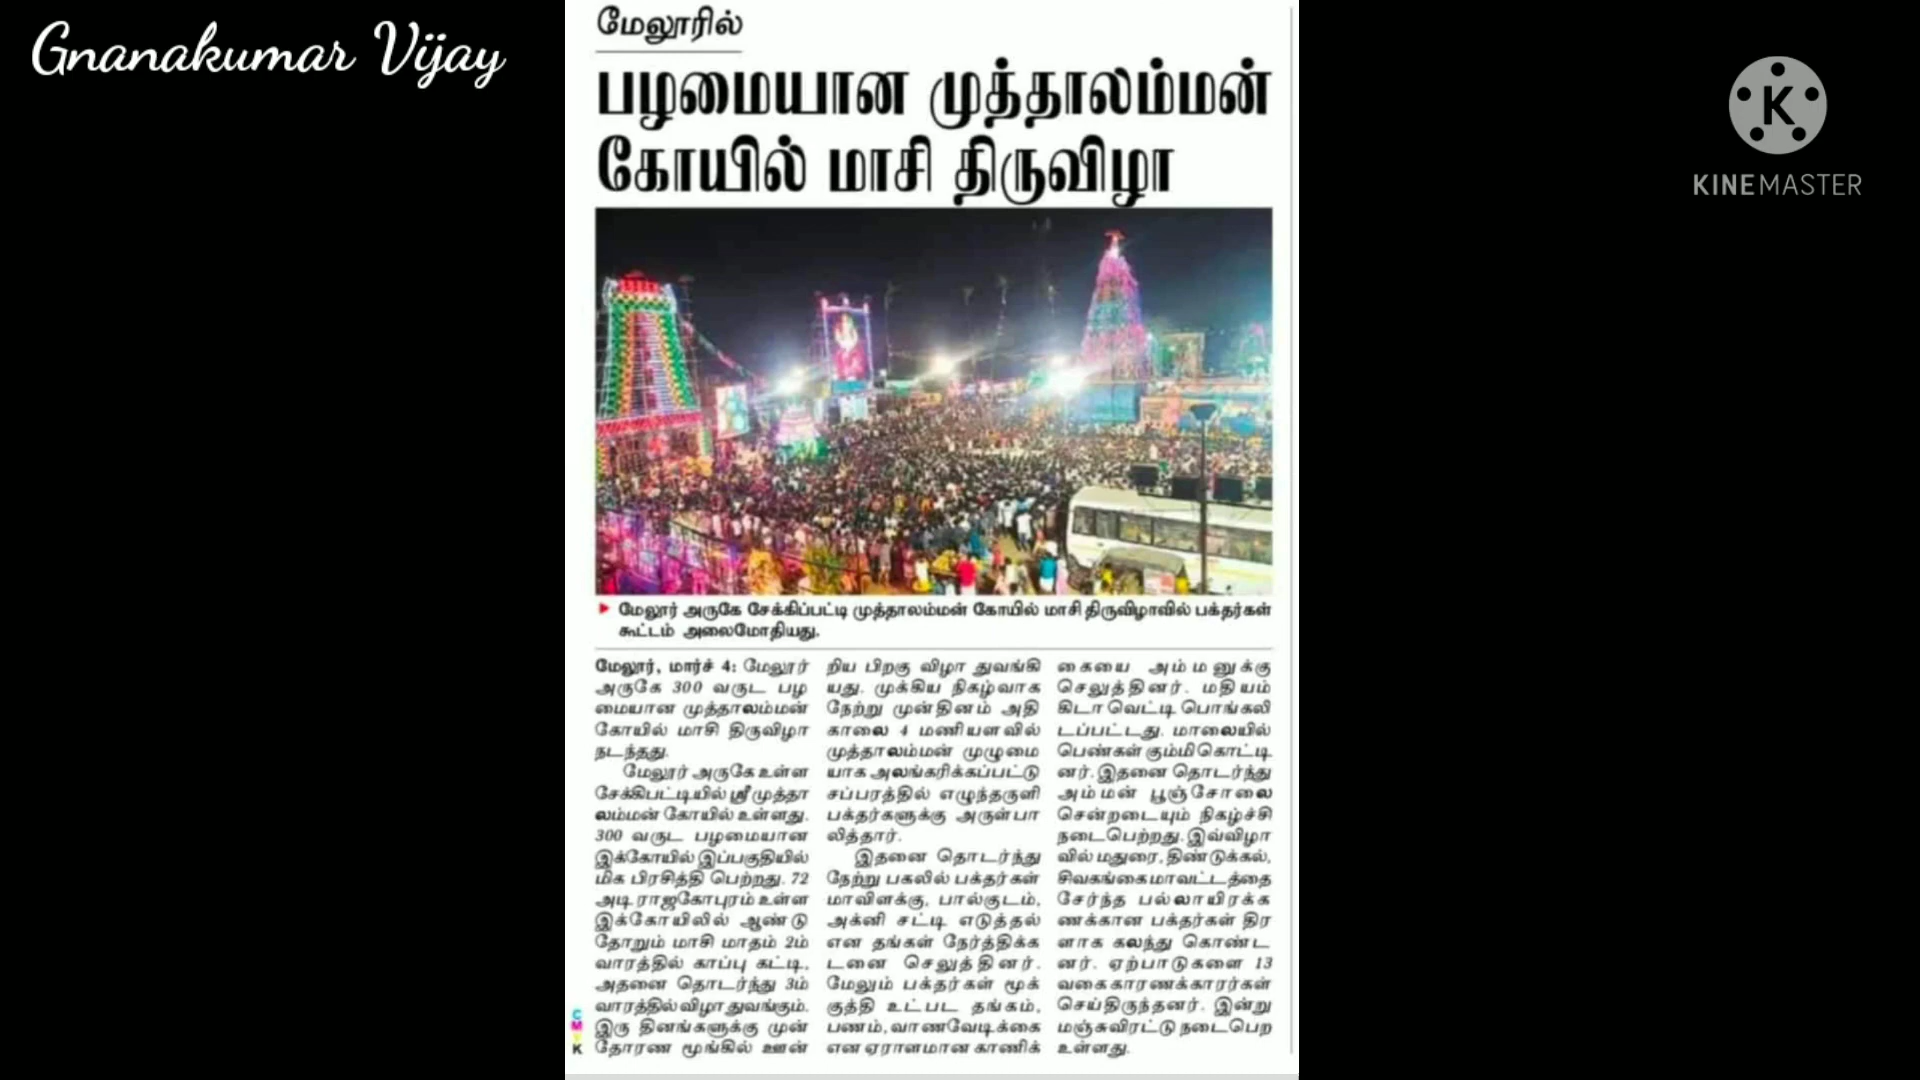 Gnanakumar Vijay
K
KINEMASTER
மேலூரில்
பழமையான முத்தாலம்மன்
கோயில் மாசி திருவிழா
மேலூர் அருகே சேக்கிப்பட்டி முத்தாலம்மன் கோயில் மாசி திருவிழாவில் பக்தர்கள்
கூட்டம் அலைமோதியது.
மேலூர், மார்ச் 4: மேலூர்
அருகே 300 வருட பழ
மையான முத்தாலம்மன்
கோயில் மாசி திருவிழா
நடந்தது.
மேலூர் அருகே உள்ள
சேக்கிபட்டியில் ஸ்ரீ முத்தா
லம்மன் கோயில் உள்ளது.
300 வருட பழமையான
இக்கோயில் இப்பகுதியில்
மிக பிரசித்தி பெற்றது. 72
அடி ராஜகோபுரம் உள்ள
இக்கோயிலில் ஆண்டு
தோறும் மாசி மாதம் 2ம்
வாரத்தில் காப்பு கட்டி,
அதனை தொடர்ந்து 3ம்
வாரத்தில் விழா துவங்கும்.
இரு தினங்களுக்கு முன்
தோரண மூங்கில் ஊன்
றிய பிறகு விழா துவங்கி
யது. முக்கிய நிகழ்வாக
நேற்று முன்தினம் அதி
காலை 4 மணியளவில்
முத்தாலம்மன் முழுமை
யாக அலங்கரிக்கப்பட்டு
சப்பரத்தில் எழுந்தருளி
பக்தர்களுக்கு அருள்பா
லித்தார்.
இதனை தொடர்ந்து
நேற்று பகலில் பக்தர்கள்
மாவிளக்கு, பால்குடம்,
அக்னி சட்டி எடுத்தல்
என தங்கள் நேர்த்திக்க
டனை செலுத்தினர்.
மேலும் பக்தர்கள் மூக்
குத்தி உட்பட தங்கம்,
பணம், வாணவேடிக்கை
என ஏராளமான காணிக்
கையை அம்மனுக்கு
செலுத்தினர். மதியம்
கிடா வெட்டி பொங்கலி
டப்பட்டது. மாலையில்
பெண்கள் கும்மி கொட்டி
னர். இதனை தொடர்ந்து
அம்மன் பூஞ்சோலை
சென்றடையும் நிகழ்ச்சி
நடைபெற்றது. இவ்விழா
வில் மதுரை, திண்டுக்கல்,
சிவகங்கை மாவட்டத்தை
சேர்ந்த பல்லாயிரக்க
ணக்கான பக்தர்கள் திர
ளாக கலந்து கொண்ட
னர். ஏற்பாடுகளை 13
வகைகாரணக்காரர்கள்
செய்திருந்தனர். இன்று
மஞ்சுவிரட்டு நடைபெற
உள்ளது.
C
M
Y
K